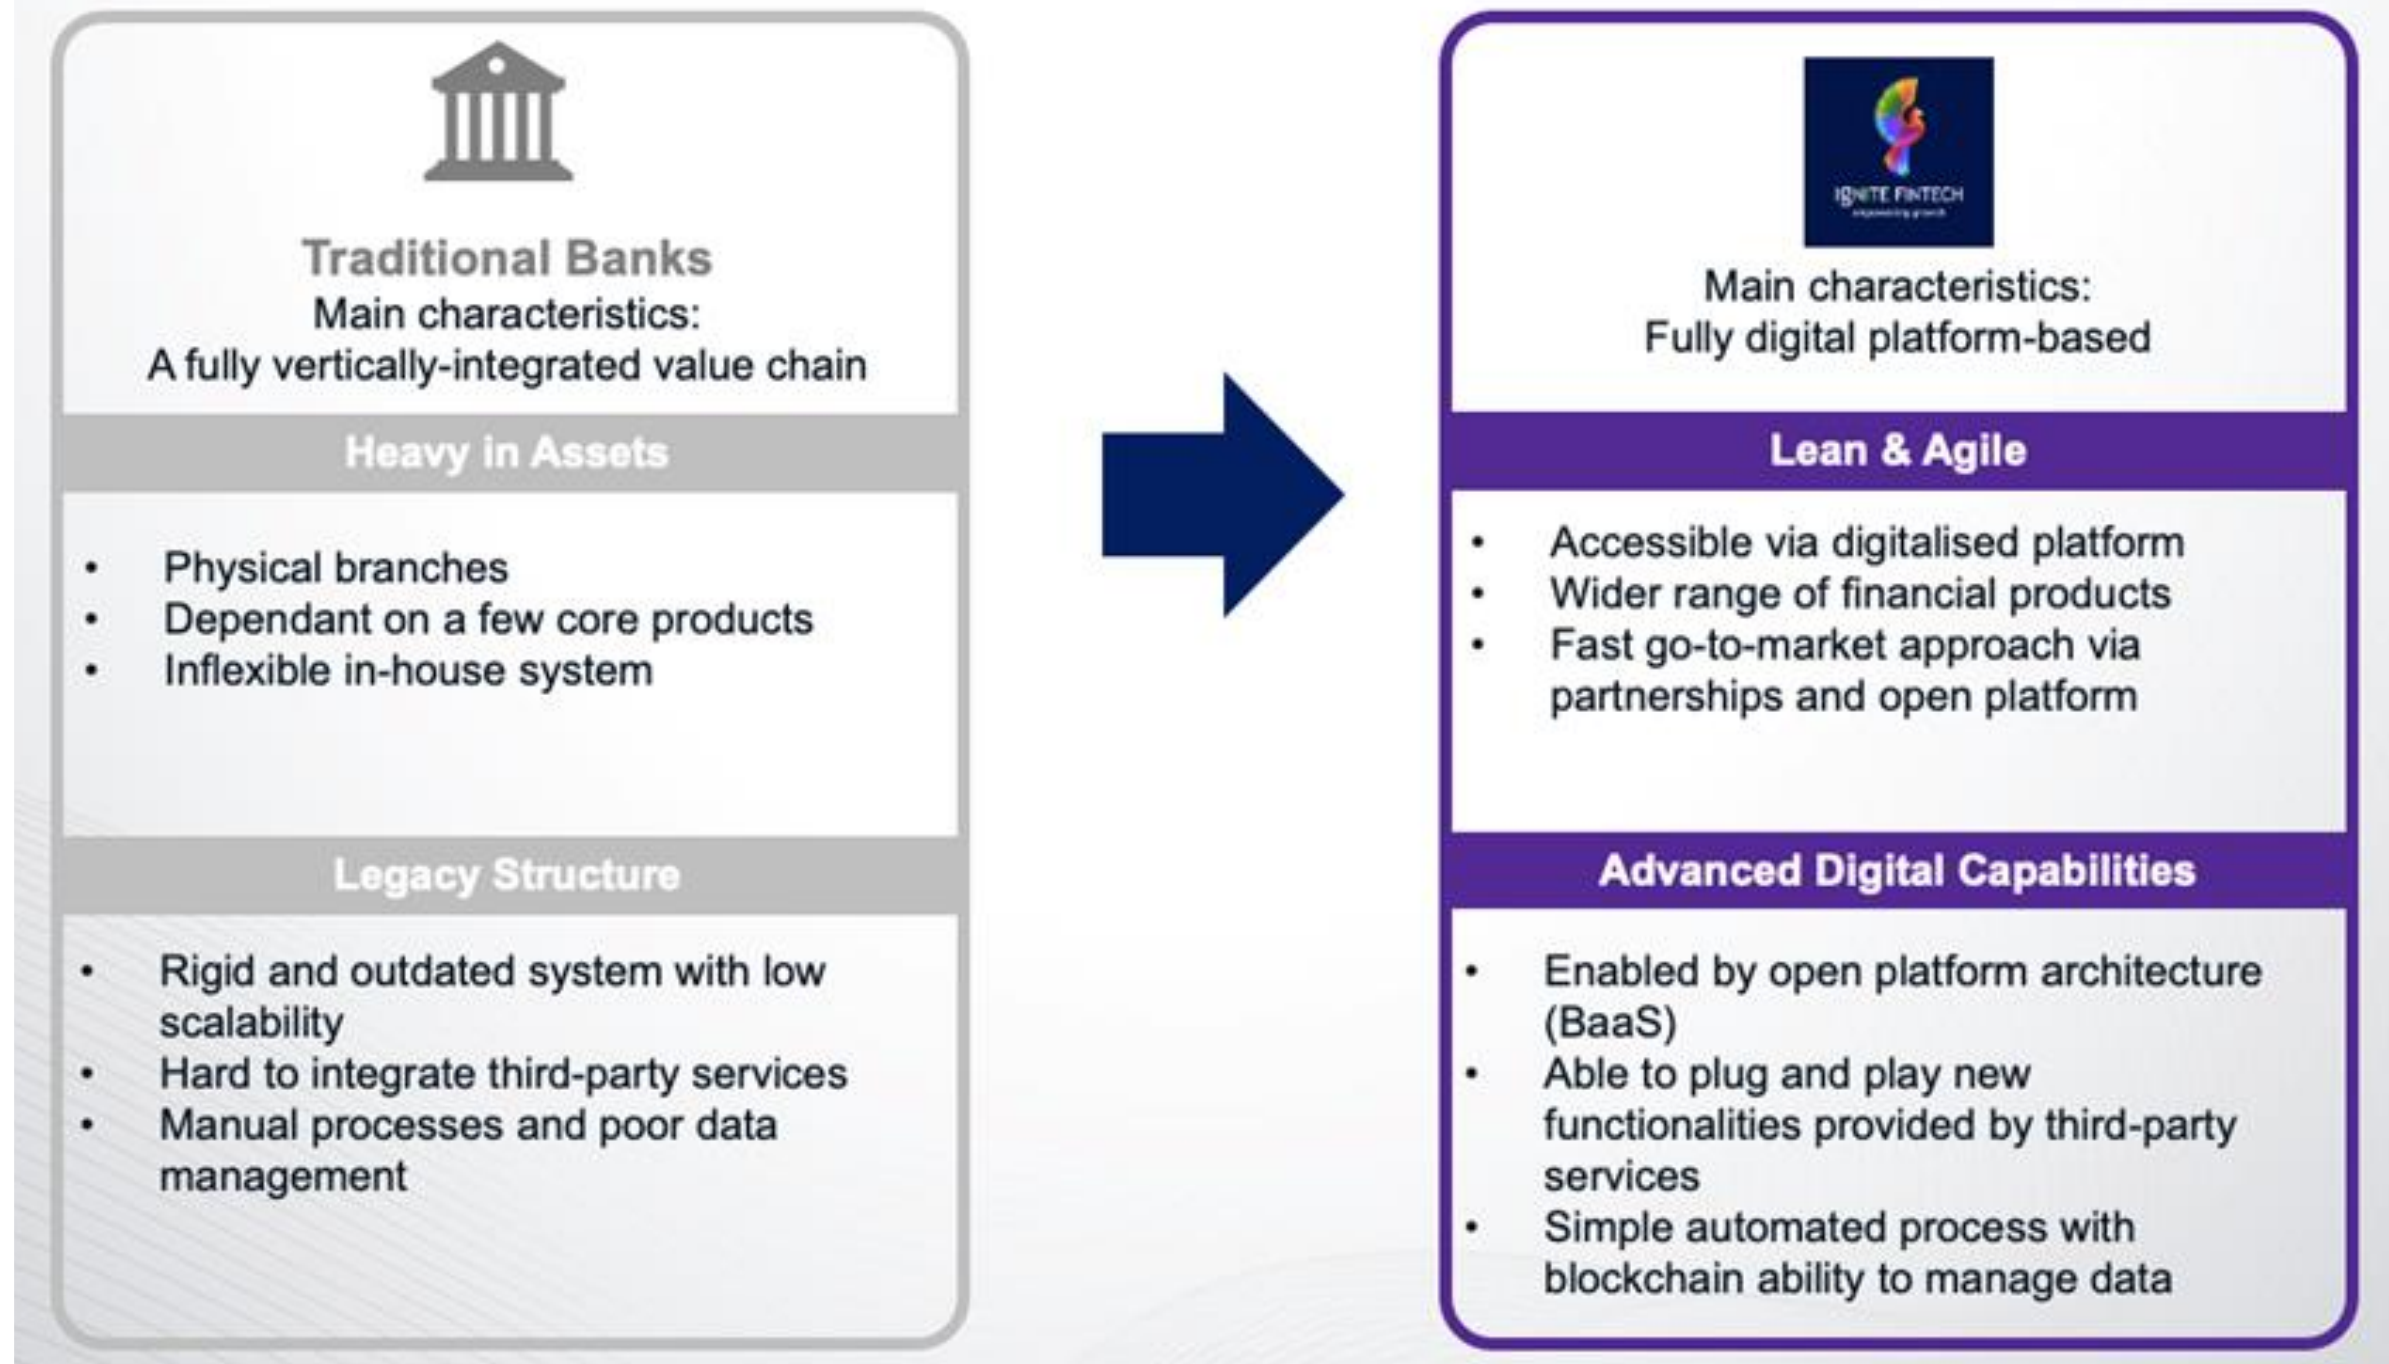 Traditional Banks
Main characteristics:
A fully vertically-integrated value chain
Heavy in Assets
• Physical branches
• Dependant on a few core products
• Inflexible in-house system
Legacy Structure
• Rigid and outdated system with low
scalability
• Hard to integrate third-party services
• Manual processes and poor data
management
IGNITE FINTECH
empowering growth
Main characteristics:
Fully digital platform-based
Lean & Agile
• Accessible via digitalised platform
• Wider range of financial products
• Fast go-to-market approach via
partnerships and open platform
Advanced Digital Capabilities
• Enabled by open platform architecture
(BaaS)
• Able to plug and play new
functionalities provided by third-party
services
• Simple automated process with
blockchain ability to manage data